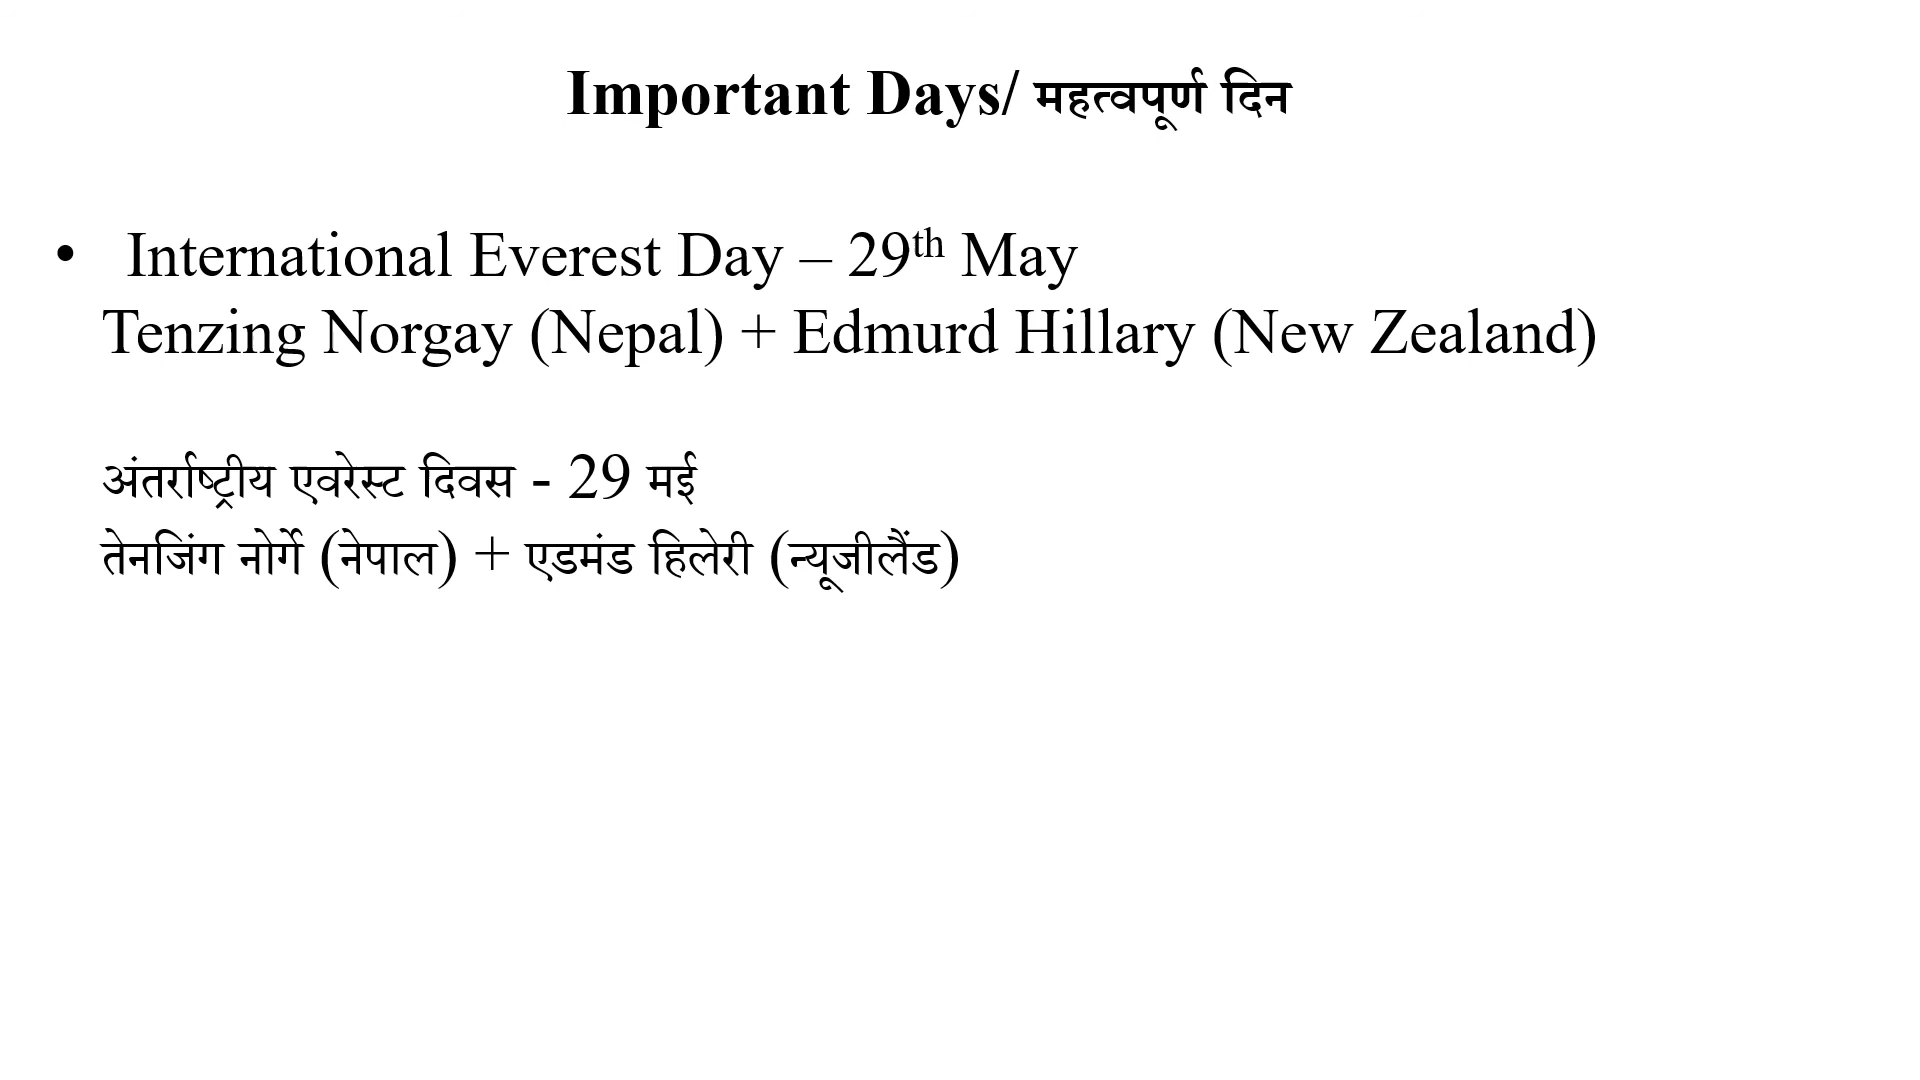 Important Days/ महत्वपूर्ण दिन
• International Everest Day – 29th May
Tenzing Norgay (Nepal) + Edmurd Hillary (New Zealand)
अंतर्राष्ट्रीय एवरेस्ट दिवस - 29 मई
तेनजिंग नोर्गे (नेपाल) + एडमंड हिलेरी (न्यूजीलैंड)